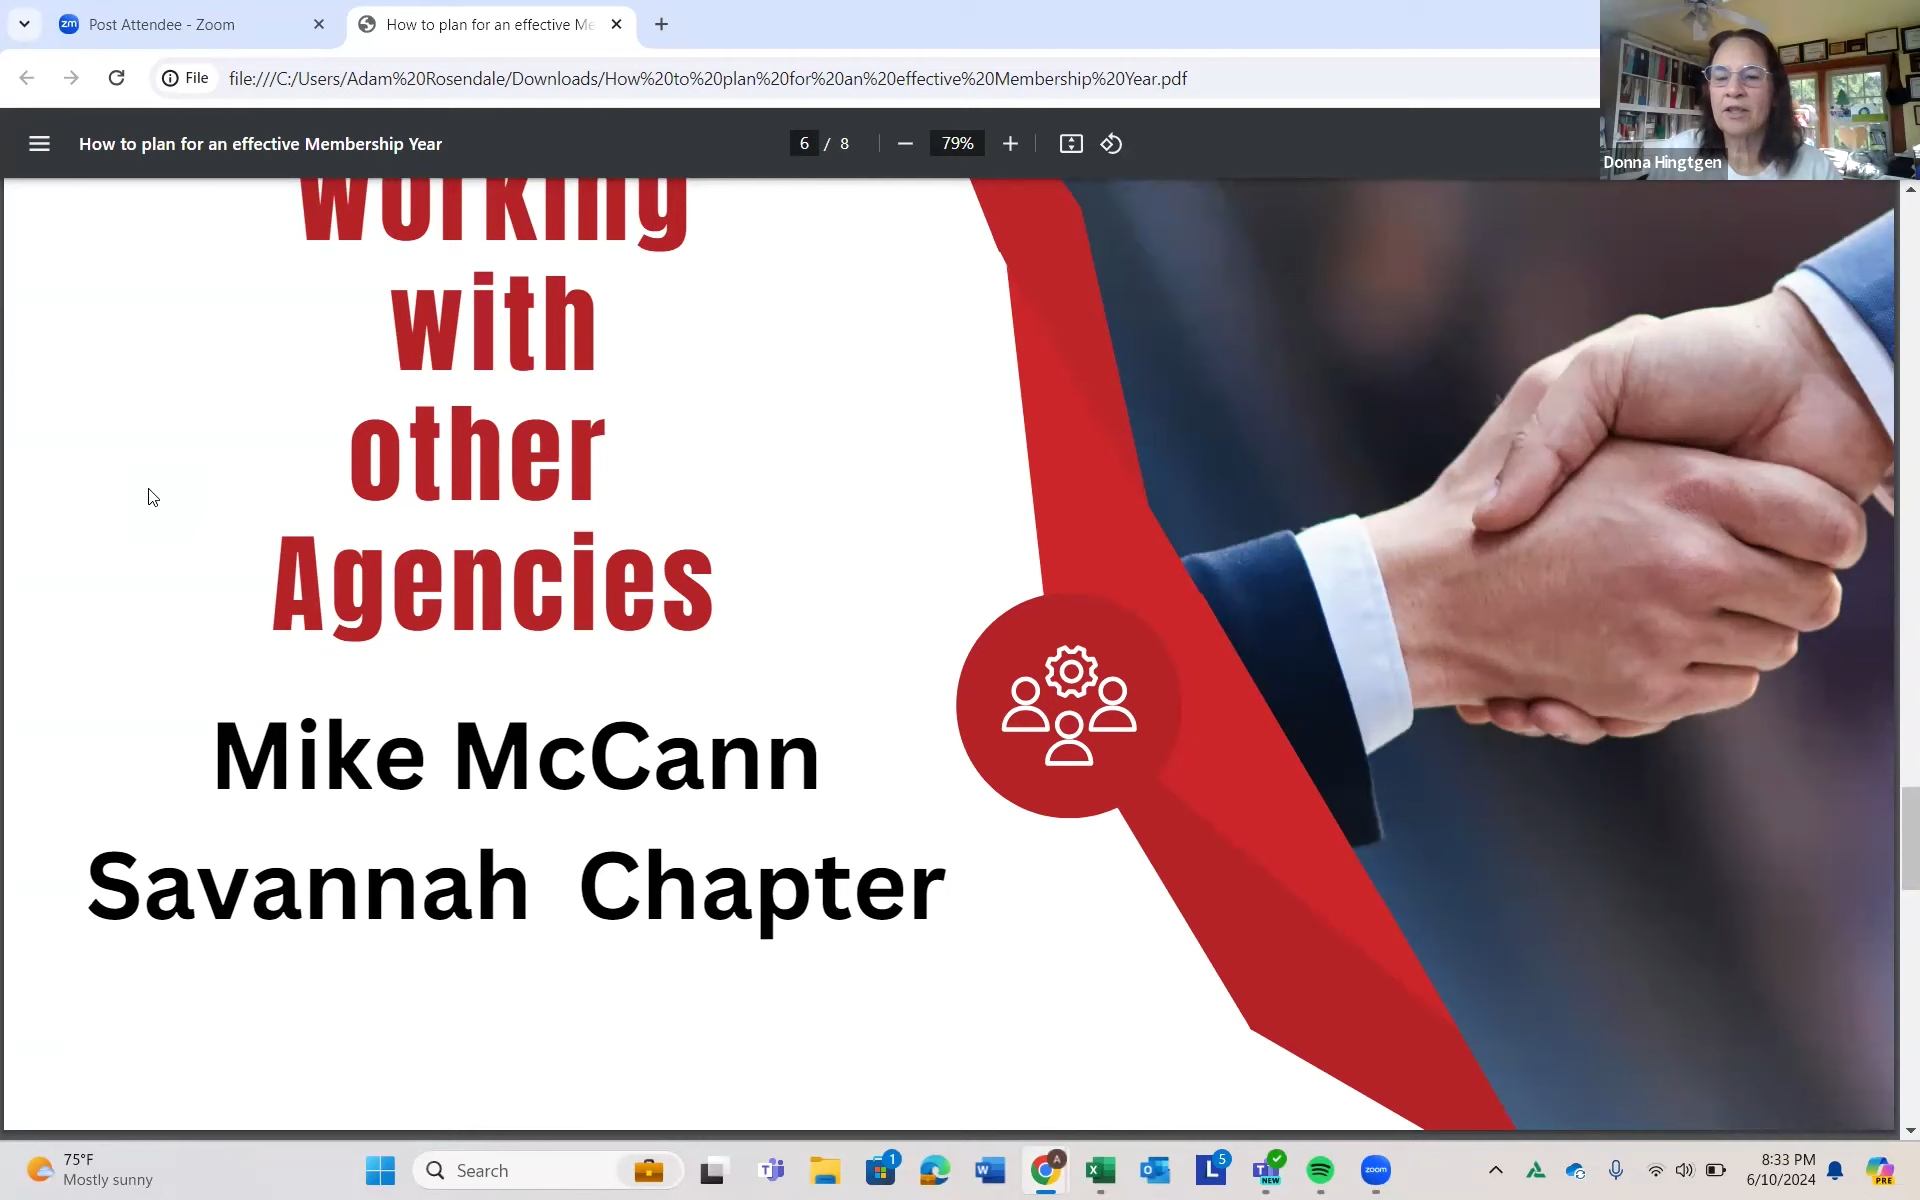 Post Attendee - Zoom
How to plan for an effective Me
File
file:///C:/Users/Adam%20Rosendale/Downloads/How%20to%20plan%20for%20an%20effective%20Membership%20Year.pdf
How to plan for an effective Membership Year
6 / 8
79%
Donna Hingtgen
Working
with
other
Agencies
Mike McCann
Savannah Chapter
75°F
Mostly sunny
Search
zoom
8:33 PM
6/10/2024